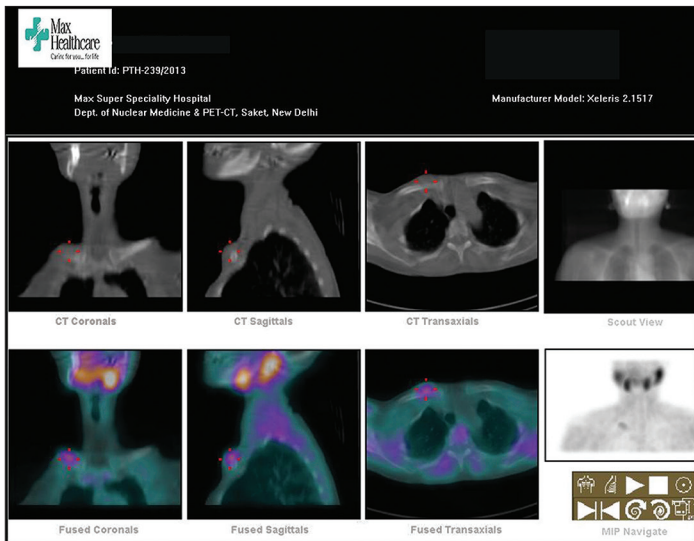 Max
Healthcare
Caring for you... for life
Patient Id: PTH-239/2013
Max Super Speciality Hospital
Dept. of Nuclear Medicine & PET-CT, Saket, New Delhi
Manufacturer Model: Xeleris 2.1517
CT Coronals
CT Sagittals
CT Transaxials
Scout View
Fused Coronals
Fused Sagittals
Fused Transaxials
MIP Navigate